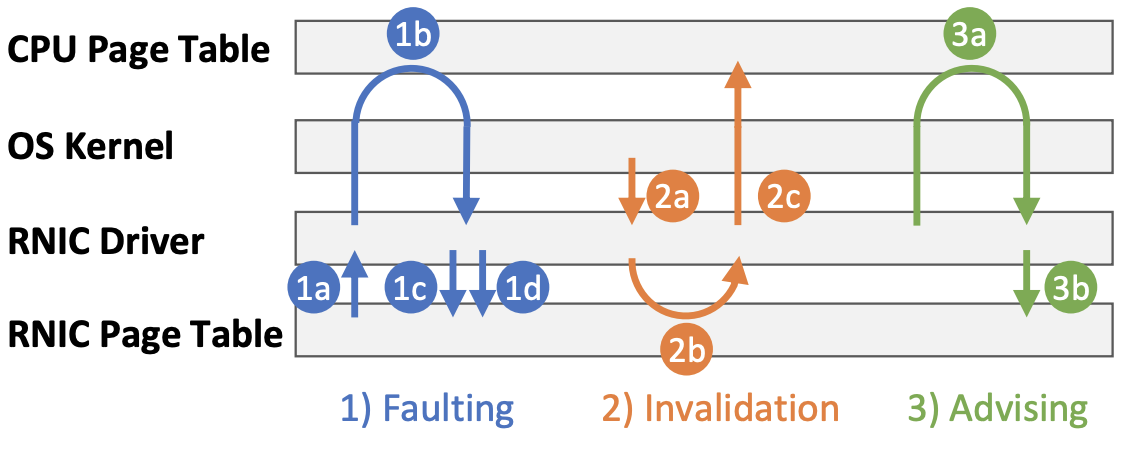 1b
3a
CPU Page Table
OS Kernel
2a
2c
RNIC Driver
1a
1c
1d
3b
RNIC Page Table
2b
1) Faulting
2) Invalidation
3) Advising